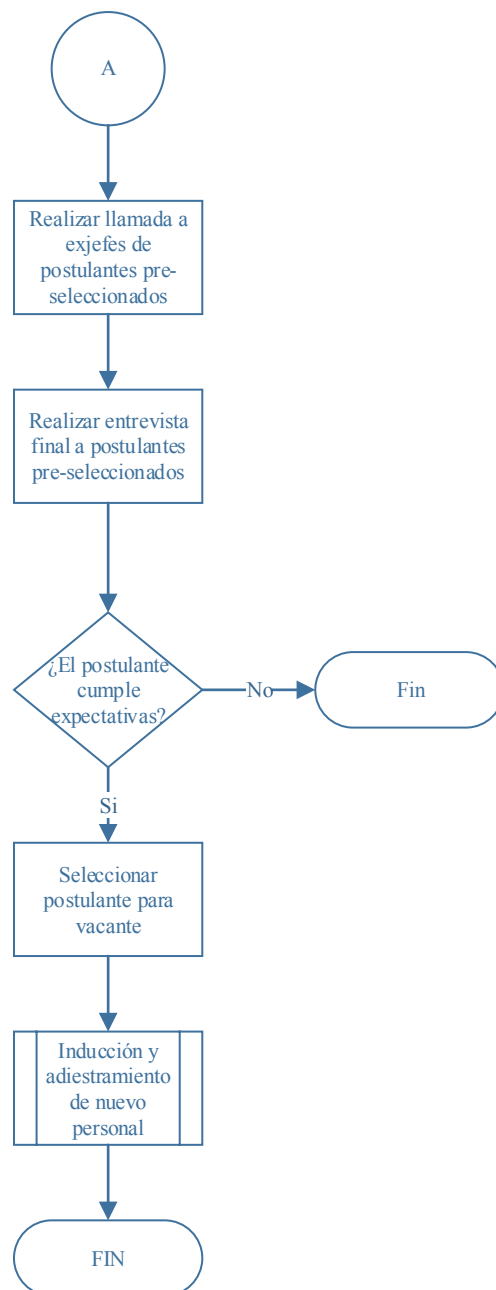 A
Realizar llamada a
exjefes de
postulantes pre-
seleccionados
Realizar entrevista
final a postulantes
pre-seleccionados
¿El postulante
cumple
expectativas?
No
Fin
Si
Seleccionar
postulante para
vacante
Inducción y
adiestramiento
de nuevo
personal
FIN